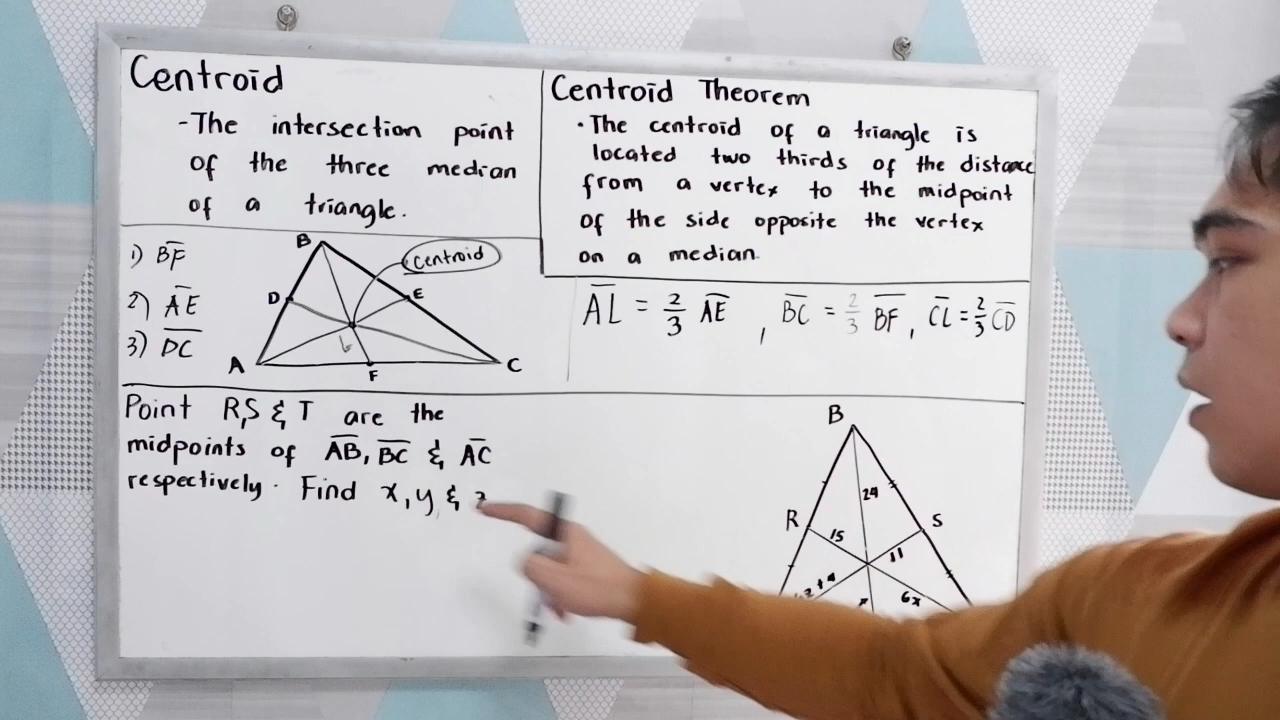 Centroid
-The intersection point
of the three median
of a triangle.
Centroid Theorem
• The centroid of a triangle is
located two thirds of the distance
from a vertex to the midpoint
of the side opposite the vertex
on a median.
1) BF
2) AE
3) DC
B
Centroid
D
E
A
F
C
AL = 2/3 AE , BC = 2/3 BF, CL = 2/3 CD
Point R,S & T are the
midpoints of AB, BC & AC
respectively. Find x, y &
B
24
R
S
15
11
+4
6x